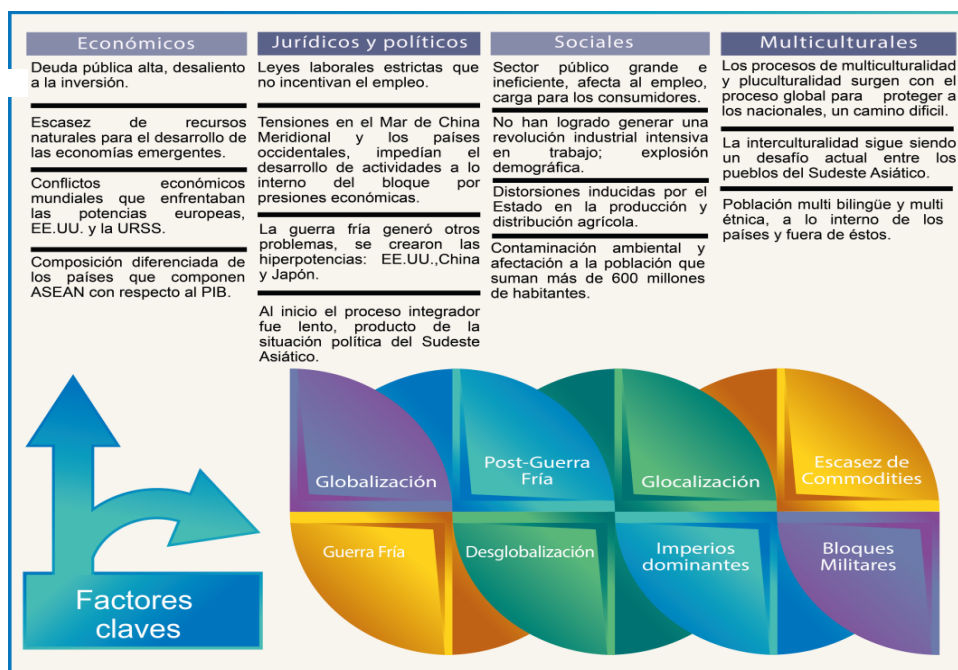 Económicos
Deuda pública alta, desaliento
a la inversión.
Escasez de recursos
naturales para el desarrollo de
las economías emergentes.
Conflictos económicos
mundiales que enfrentaban
las potencias europeas,
EE.UU. y la URSS.
Composición diferenciada de
los países que componen
ASEAN con respecto al PIB.
Jurídicos y políticos
Leyes laborales estrictas que
no incentivan el empleo.
Tensiones en el Mar de China
Meridional y los países
occidentales, impedían el
desarrollo de actividades a lo
interno del bloque por
presiones económicas.
La guerra fría generó otros
problemas, se crearon las
hiperpotencias: EE.UU.,China
y Japón.
Al inicio el proceso integrador
fue lento, producto de la
situación política del Sudeste
Asiático.
Sociales
Sector público grande e
ineficiente, afecta al empleo,
carga para los consumidores.
No han logrado generar una
revolución industrial intensiva
en trabajo; explosión
demográfica.
Distorsiones inducidas por el
Estado en la producción y
distribución agrícola.
Contaminación ambiental y
afectación a la población que
suman más de 600 millones
de habitantes.
Multiculturales
Los procesos de multiculturalidad
y pluculturalidad surgen con el
proceso global para proteger a
los nacionales, un camino dificil.
La interculturalidad sigue siendo
un desafío actual entre los
pueblos del Sudeste Asiático.
Población multi bilingüe y multi
étnica, a lo interno de los
países y fuera de éstos.
Globalización
Post-Guerra
Fría
Glocalización
Escasez de
Commodities
Guerra Fría
Desglobalización
Imperios
dominantes
Bloques
Militares
Factores
claves